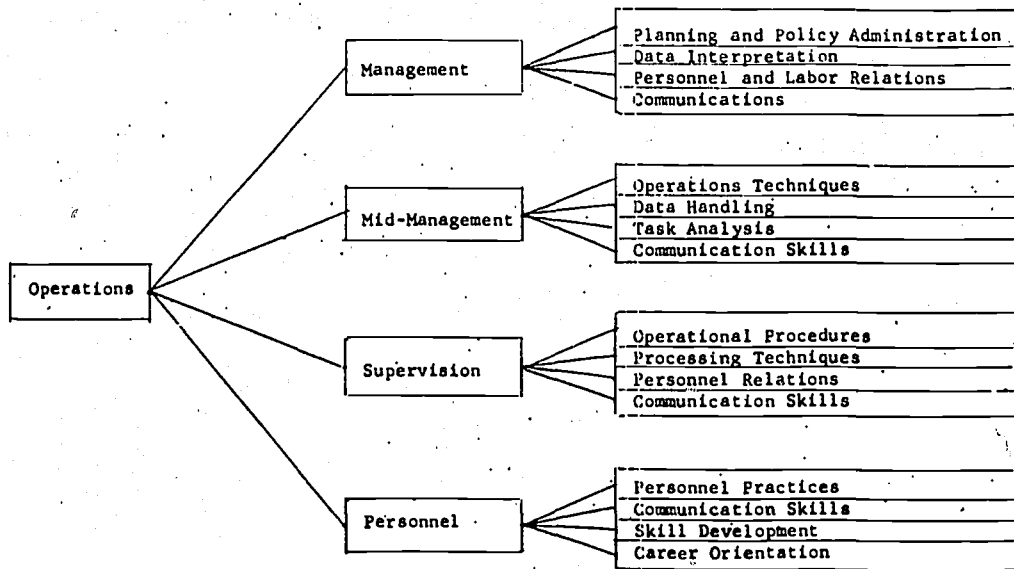 Planning and Policy Administration
Data Interpretation
Management
Personnel and Labor Relations
Communications
Operations Techniques
Data Handling
Mid-Management
Task Analysis
Communication Skills
Operations
Operational Procedures
Processing Techniques
Supervision
Personnel Relations
Communication Skills
Personnel Practices
Communication Skills
Personnel
Skill Development
Career Orientation